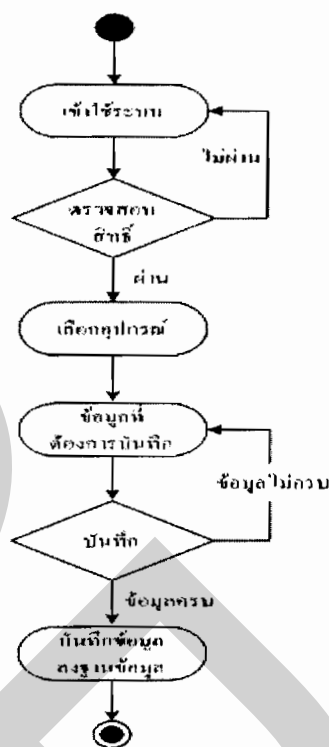 เข้าใช้ระบบ
ไม่ผ่าน
ตรวจสอบ
สิทธิ์
ผ่าน
เลือกอุปกรณ์
ข้อมูลที่
ต้องการบันทึก
ข้อมูลไม่ครบ
บันทึก
ข้อมูลครบ
บันทึกข้อมูล
ลงฐานข้อมูล